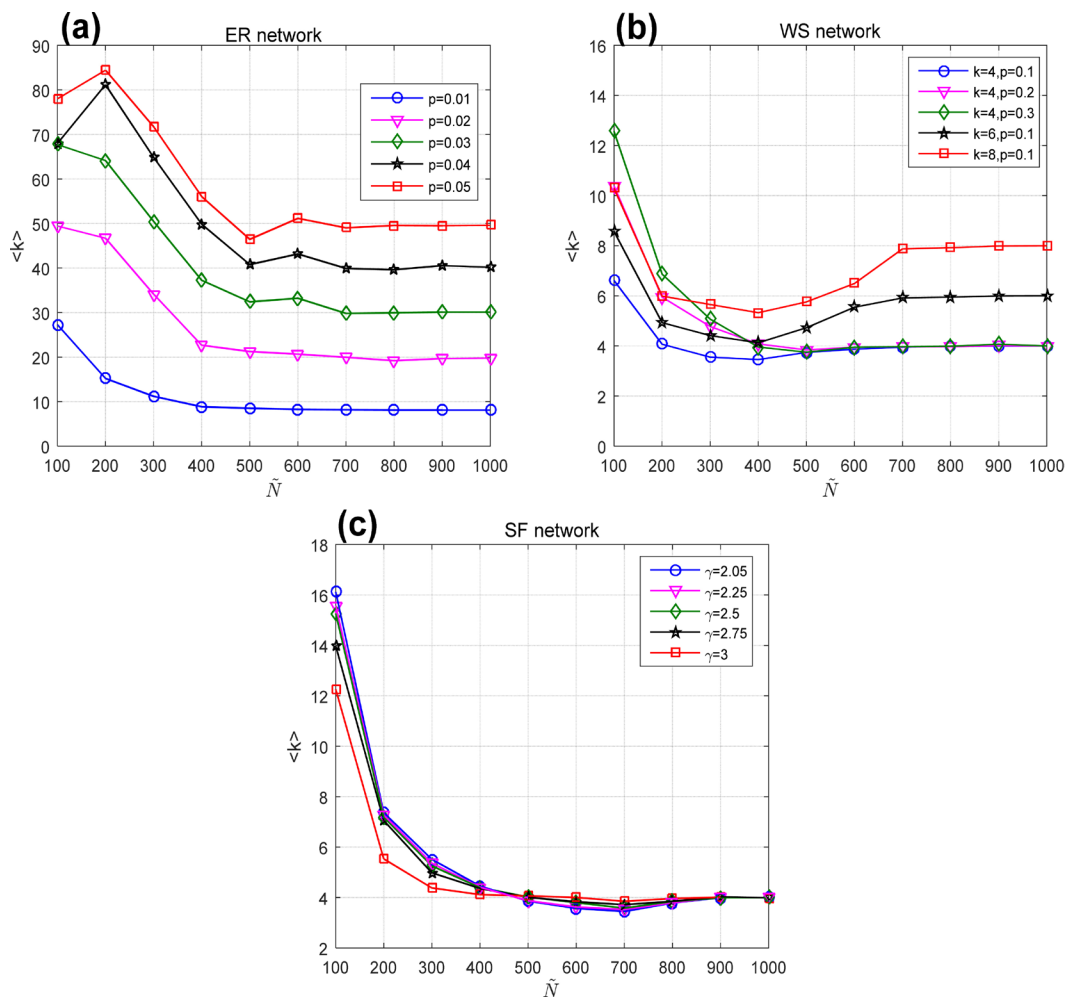 (a)
ER network
90
80
70
60
50
40
30
20
10
0
<k>
p=0.01
p=0.02
p=0.03
p=0.04
p=0.05
100 200 300 400 500 600 700 800 900 1000
Ñ
(b)
WS network
16
14
12
10
8
6
4
2
0
<k>
k=4,p=0.1
k=4,p=0.2
k=4,p=0.3
k=6,p=0.1
k=8,p=0.1
100 200 300 400 500 600 700 800 900 1000
Ñ
(c)
SF network
18
16
14
12
10
8
6
4
2
<k>
γ=2.05
γ=2.25
γ=2.5
γ=2.75
γ=3
100 200 300 400 500 600 700 800 900 1000
Ñ